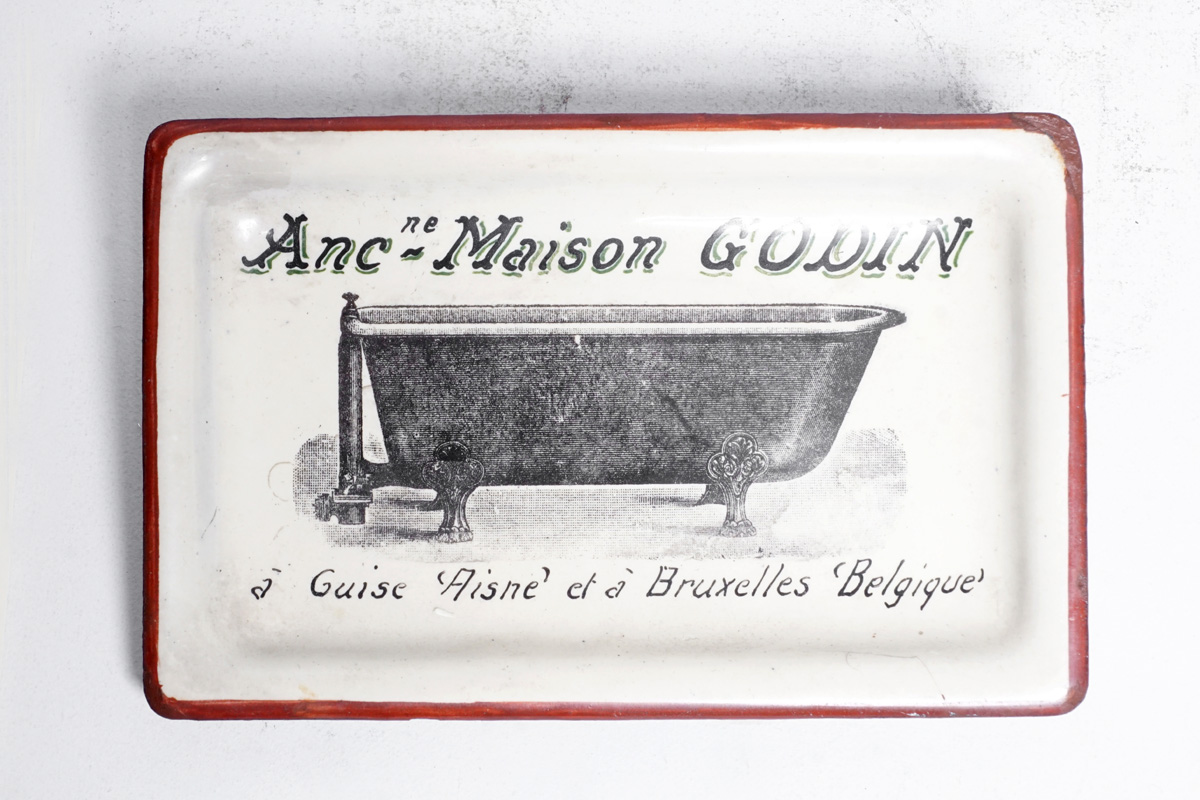 Anc-ne Maison GODIN
à Guise 'Aisne' et à Bruxelles 'Belgique'